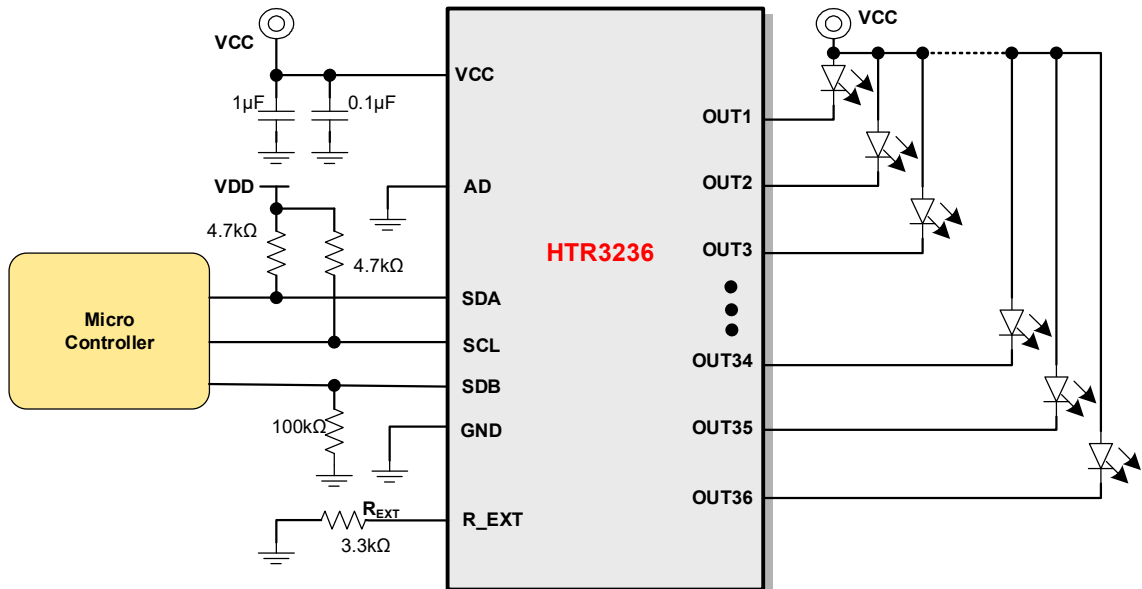 VCC
VCC
1µF
0.1µF
VCC
OUT1
VDD
AD
OUT2
4.7kΩ
4.7kΩ
HTR3236
OUT3
Micro
Controller
SDA
SCL
OUT34
SDB
100kΩ
GND
OUT35
OUT36
REXT
R_EXT
3.3kΩ